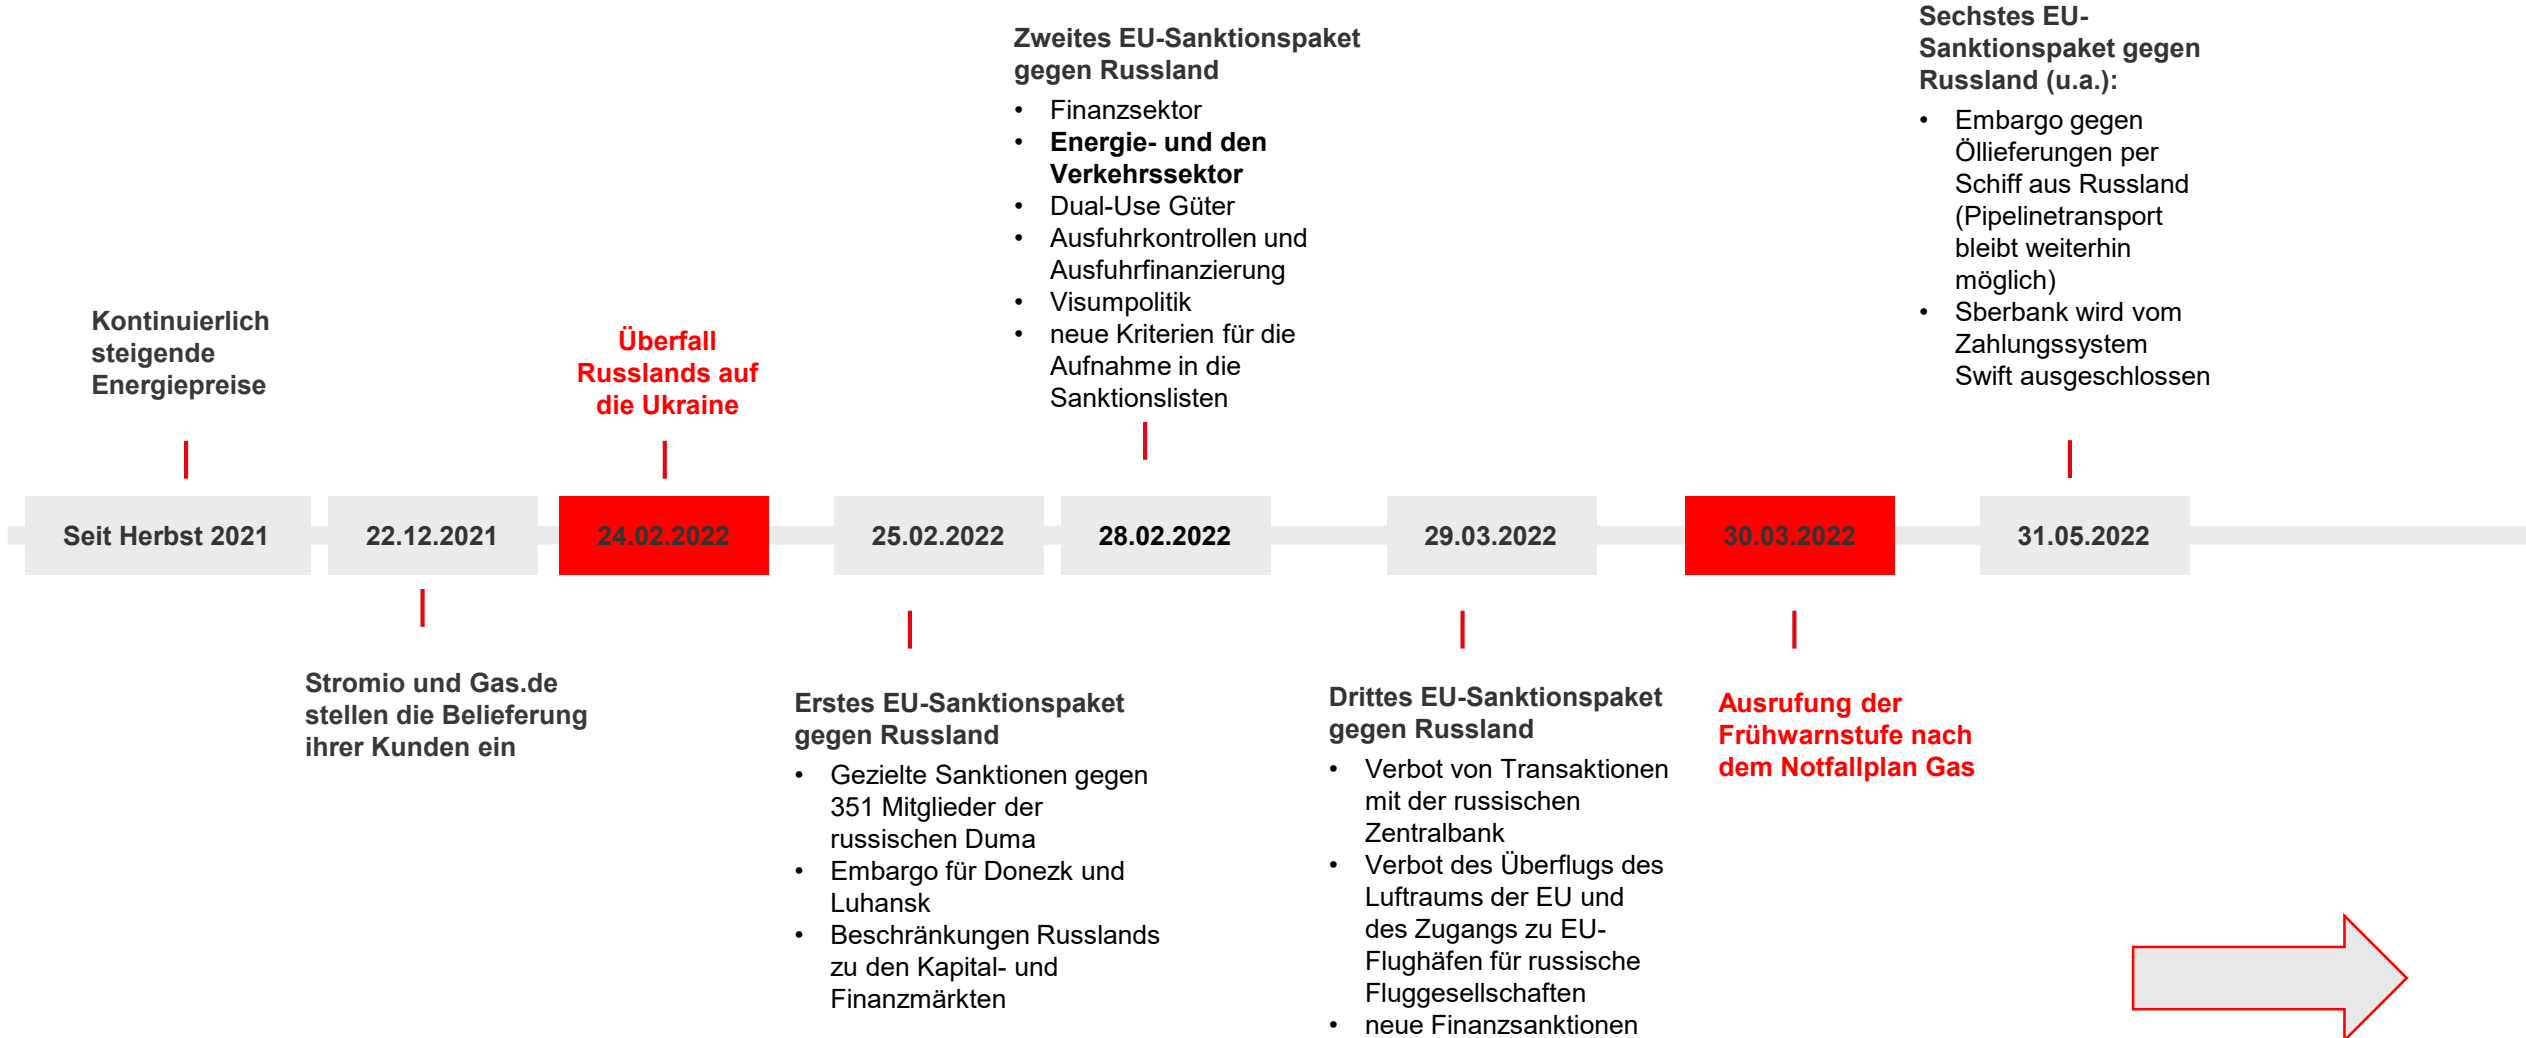 Kontinuierlich
steigende
Energiepreise
Überfall
Russlands auf
die Ukraine
Zweites EU-Sanktionspaket
gegen Russland
• Finanzsektor
• Energie- und den
Verkehrssektor
• Dual-Use Güter
• Ausfuhrkontrollen und
Ausfuhrfinanzierung
• Visumpolitik
• neue Kriterien für die
Aufnahme in die
Sanktionslisten
Sechstes EU-
Sanktionspaket gegen
Russland (u.a.):
• Embargo gegen
Öllieferungen per
Schiff aus Russland
(Pipelinetransport
bleibt weiterhin
möglich)
• Sberbank wird vom
Zahlungssystem
Swift ausgeschlossen
Seit Herbst 2021
22.12.2021
24.02.2022
25.02.2022
28.02.2022
29.03.2022
30.03.2022
31.05.2022
Stromio und Gas.de
stellen die Belieferung
ihrer Kunden ein
Erstes EU-Sanktionspaket
gegen Russland
• Gezielte Sanktionen gegen
351 Mitglieder der
russischen Duma
• Embargo für Donezk und
Luhansk
• Beschränkungen Russlands
zu den Kapital- und
Finanzmärkten
Drittes EU-Sanktionspaket
gegen Russland
• Verbot von Transaktionen
mit der russischen
Zentralbank
• Verbot des Überflugs des
Luftraums der EU und
des Zugangs zu EU-
Flughäfen für russische
Fluggesellschaften
• neue Finanzsanktionen
Ausrufung der
Frühwarnstufe nach
dem Notfallplan Gas